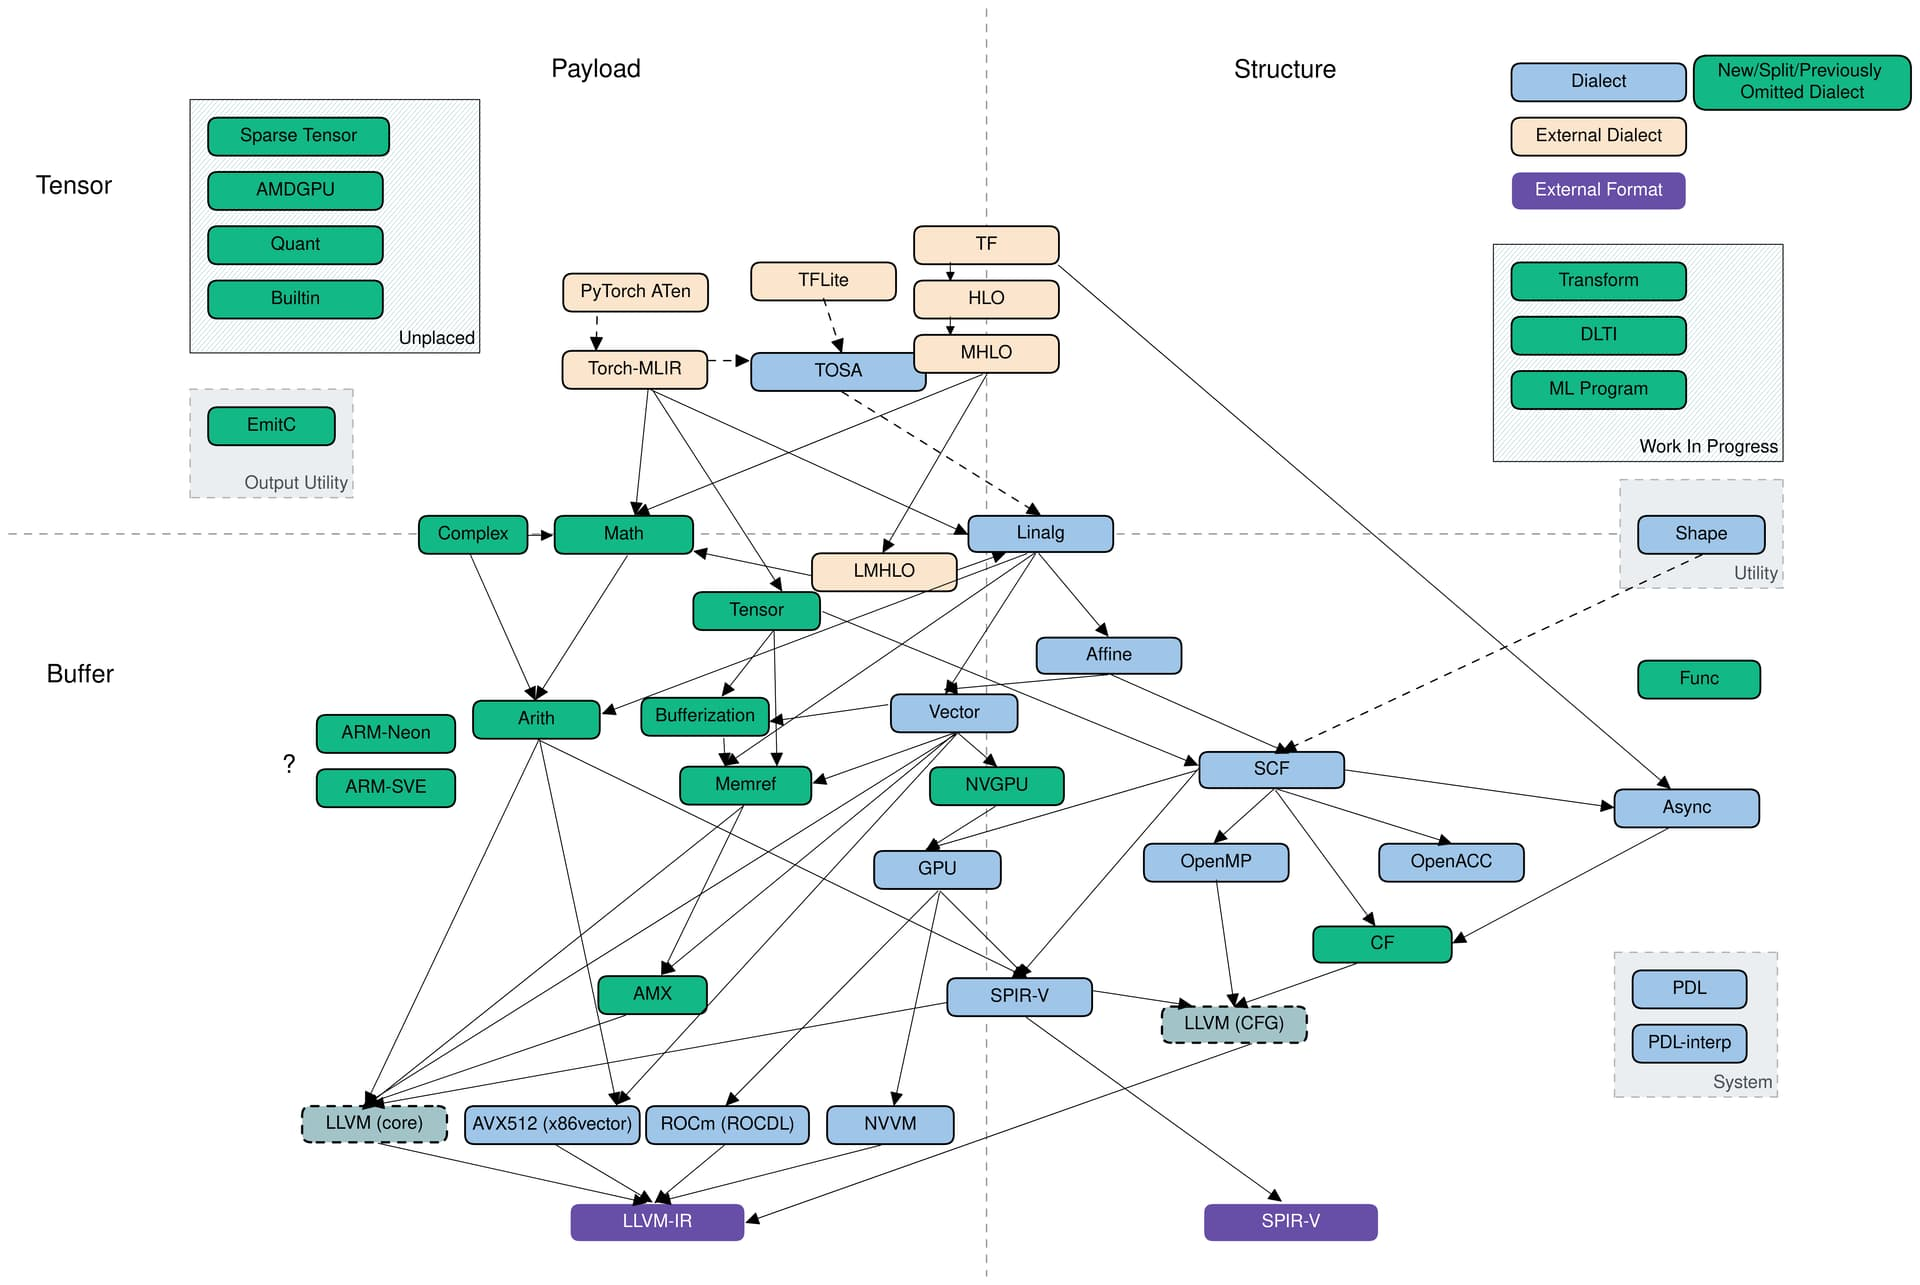 Payload
Structure
Dialect
New/Split/Previously
Omitted Dialect
External Dialect
External Format
Tensor
Sparse Tensor
AMDGPU
Quant
Builtin
Unplaced
EmitC
Output Utility
TF
HLO
MHLO
TFLite
PyTorch ATen
Torch-MLIR
TOSA
Transform
DLTI
ML Program
Work In Progress
Complex
Math
Linalg
LMHLO
Shape
Utility
Tensor
Buffer
Affine
Func
Arith
Bufferization
Vector
ARM-Neon
?
ARM-SVE
Memref
NVGPU
SCF
Async
GPU
OpenMP
OpenACC
CF
AMX
SPIR-V
LLVM (CFG)
PDL
PDL-interp
System
LLVM (core)
AVX512 (x86vector)
ROCm (ROCDL)
NVVM
LLVM-IR
SPIR-V